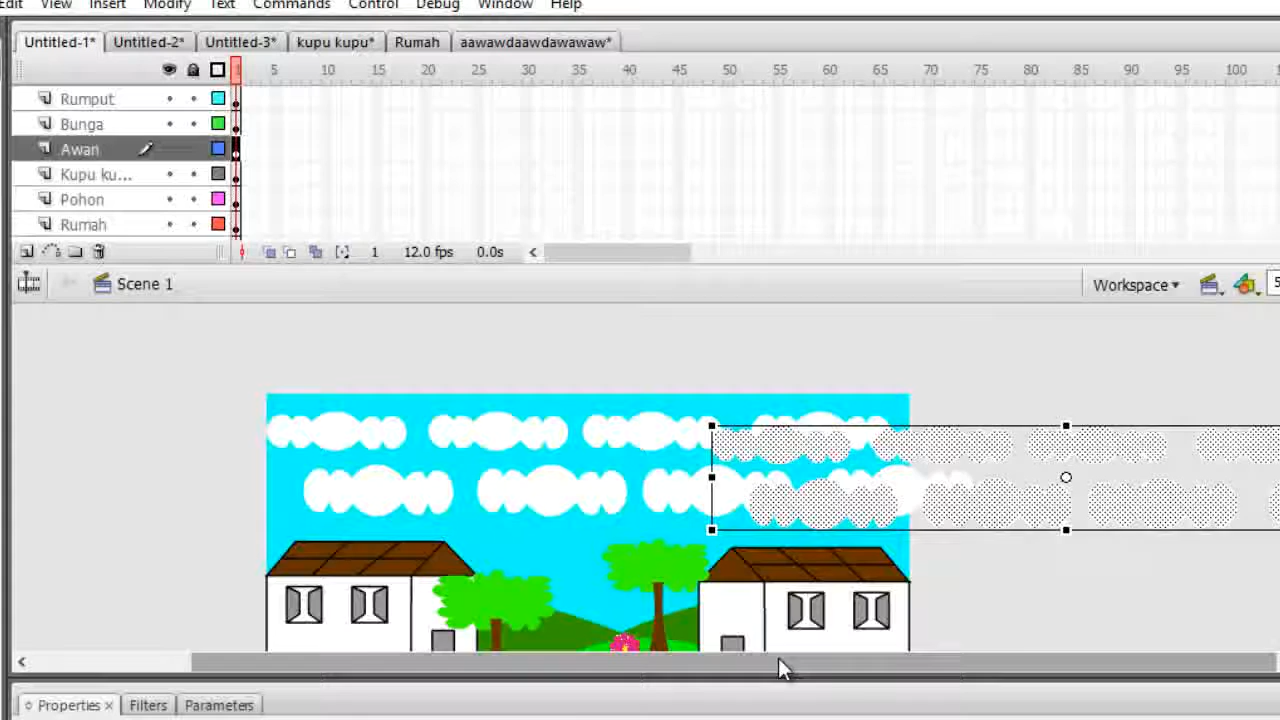 Edit View Insert Modify Text Commands Control Debug Window Help
Untitled-1* Untitled-2* Untitled-3* kupu kupu* Rumah aawawdaawdawawaw*
1 5 10 15 20 25 30 35 40 45 50 55 60 65 70 75 80 85 90 95 100
Rumput
Bunga
Awan
Kupu ku...
Pohon
Rumah
1 12.0 fps 0.0s
Scene 1 Workspace
Properties × Filters Parameters